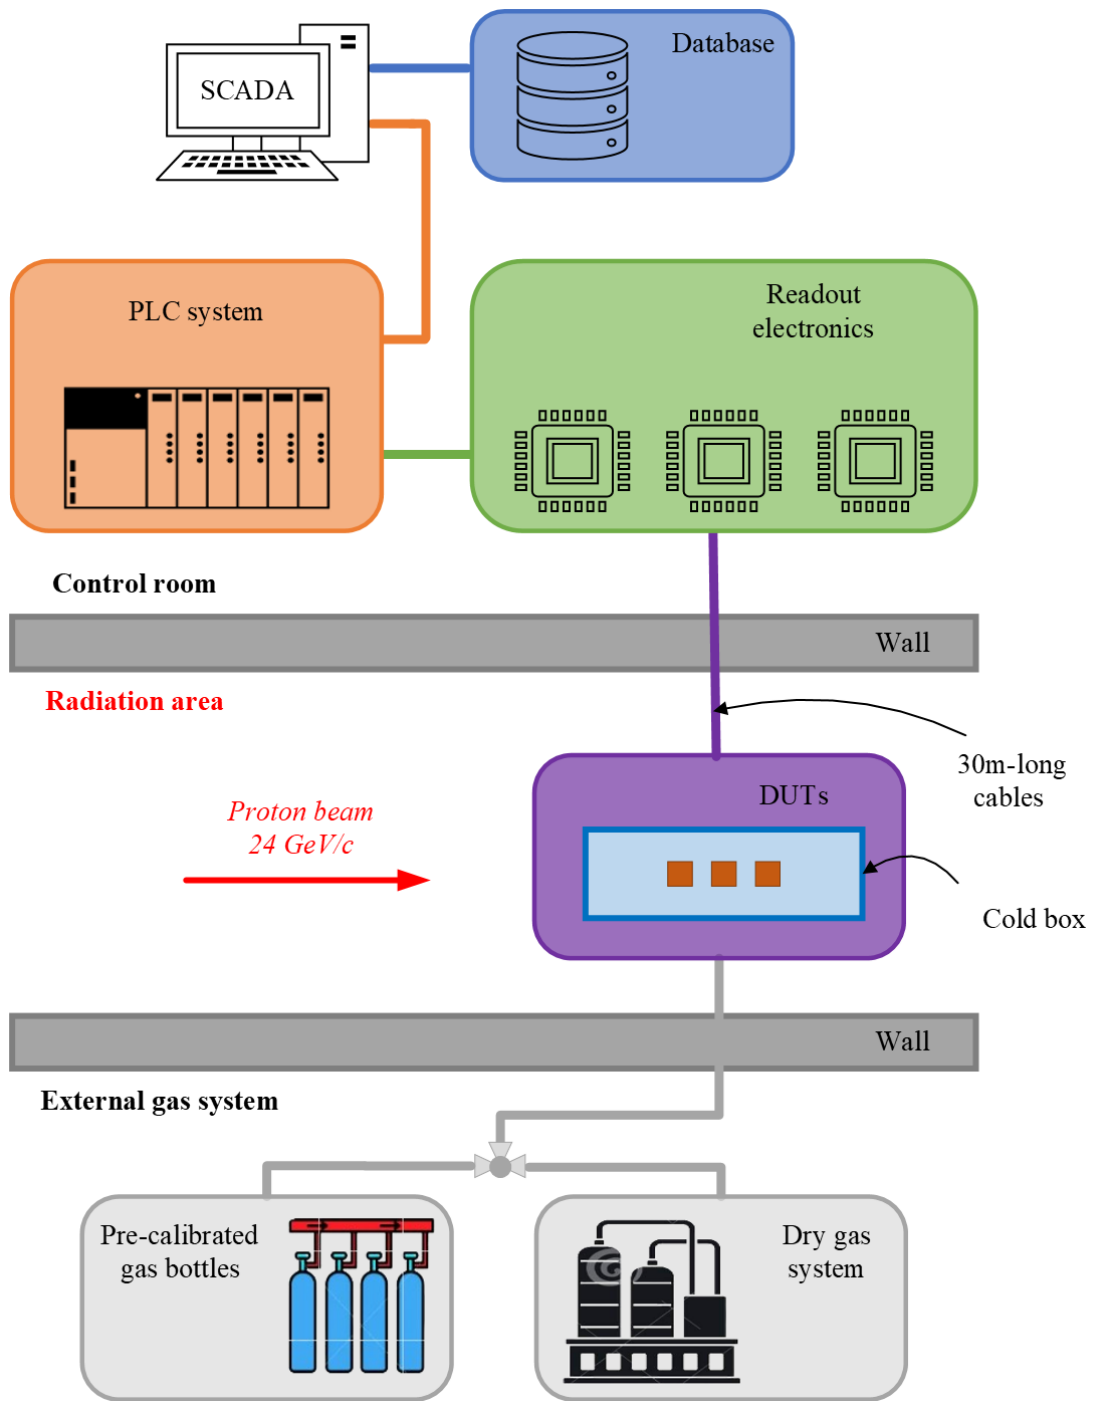 SCADA
Database
PLC system
Readout
electronics
Control room
Wall
Radiation area
30m-long
cables
DUTs
Proton beam
24 GeV/c
Cold box
Wall
External gas system
Pre-calibrated
gas bottles
Dry gas
system